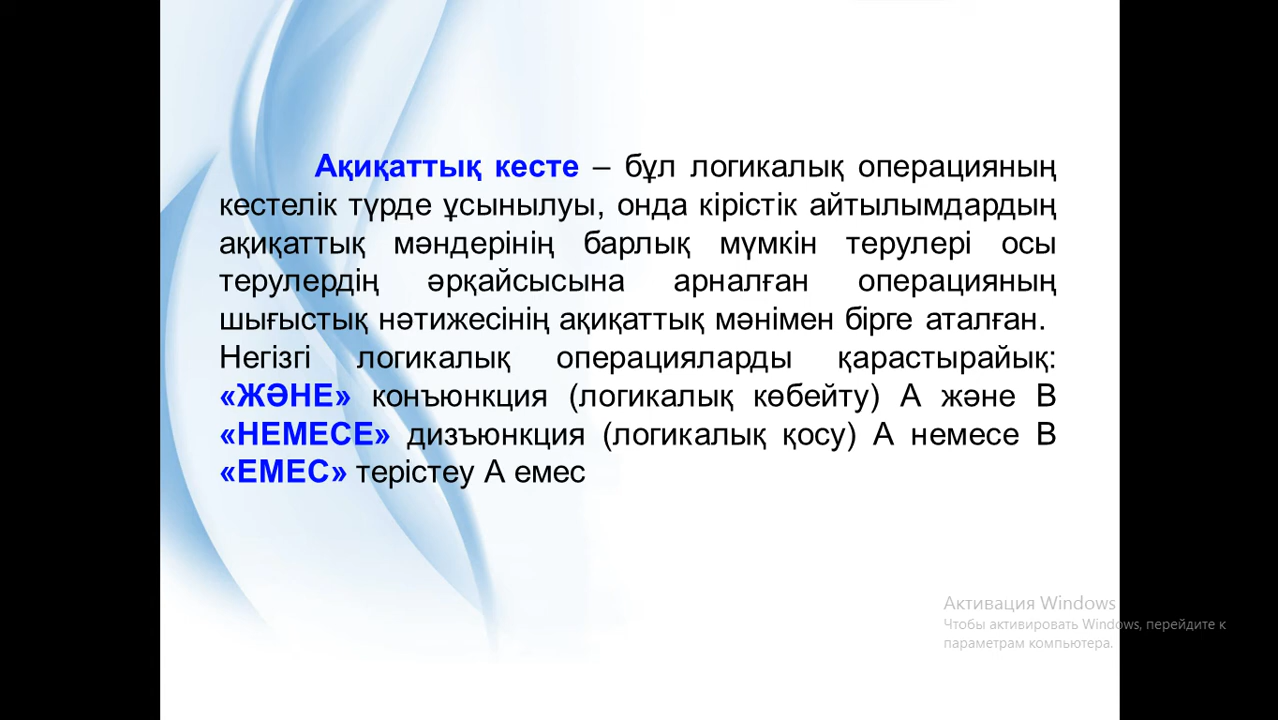 Ақиқаттық кесте – бұл логикалық операцияның
кестелік түрде ұсынылуы, онда кірістік айтылымдардың
ақиқаттық мәндерінің барлық мүмкін терулері осы
терулердің әрқайсысына арналған операцияның
шығыстық нәтижесінің ақиқаттық мәнімен бірге аталған.
Негізгі логикалық операцияларды қарастырайық:
«ЖӘНЕ» конъюнкция (логикалық көбейту) А және В
«НЕМЕСЕ» дизъюнкция (логикалық қосу) А немесе В
«ЕМЕС» терістеу А емес
Активация Windows
Чтобы активировать Windows, перейдите к
параметрам компьютера.